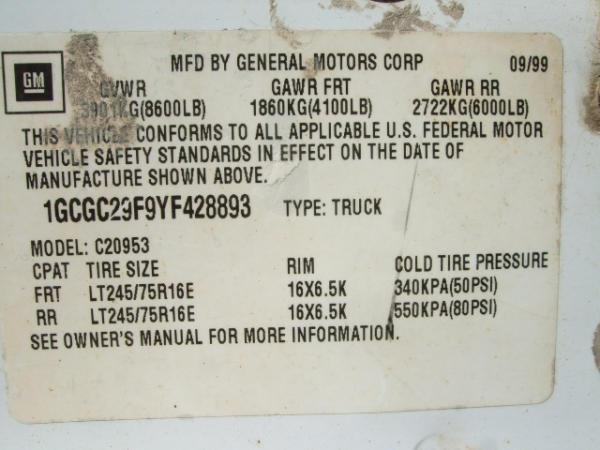 MFD BY GENERAL MOTORS CORP 09/99
GM
GVWR GAWR FRT GAWR RR
3901KG(8600LB) 1860KG(4100LB) 2722KG(6000LB)
THIS VEHICLE CONFORMS TO ALL APPLICABLE U.S. FEDERAL MOTOR
VEHICLE SAFETY STANDARDS IN EFFECT ON THE DATE OF
MANUFACTURE SHOWN ABOVE.
1GCGC29F9YF428893 TYPE: TRUCK
MODEL: C20953
CPAT TIRE SIZE RIM COLD TIRE PRESSURE
FRT LT245/75R16E 16X6.5K 340KPA(50PSI)
RR LT245/75R16E 16X6.5K 550KPA(80PSI)
SEE OWNER'S MANUAL FOR MORE INFORMATION.